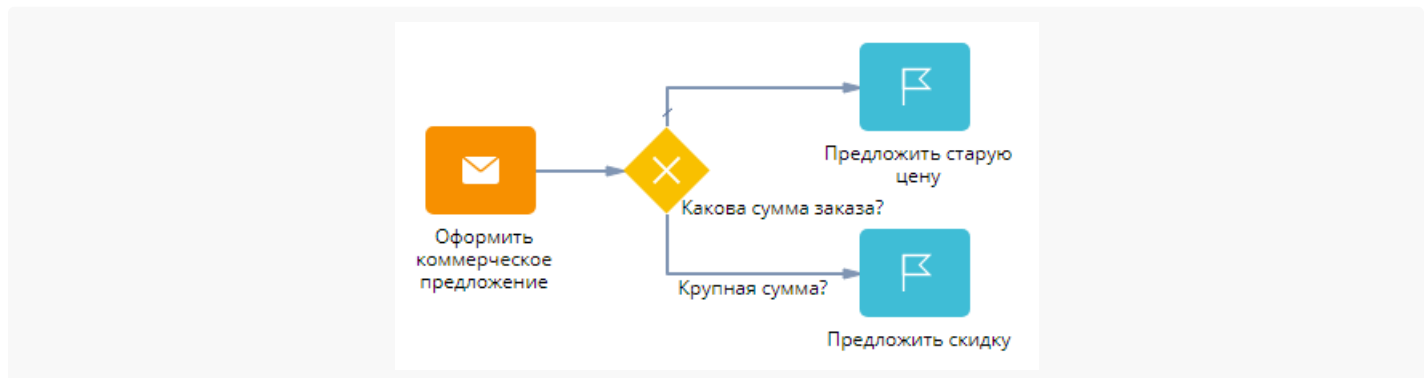 Предложить старую
цену
Какова сумма заказа?
Оформить
коммерческое
предложение
Крупная сумма?
Предложить скидку